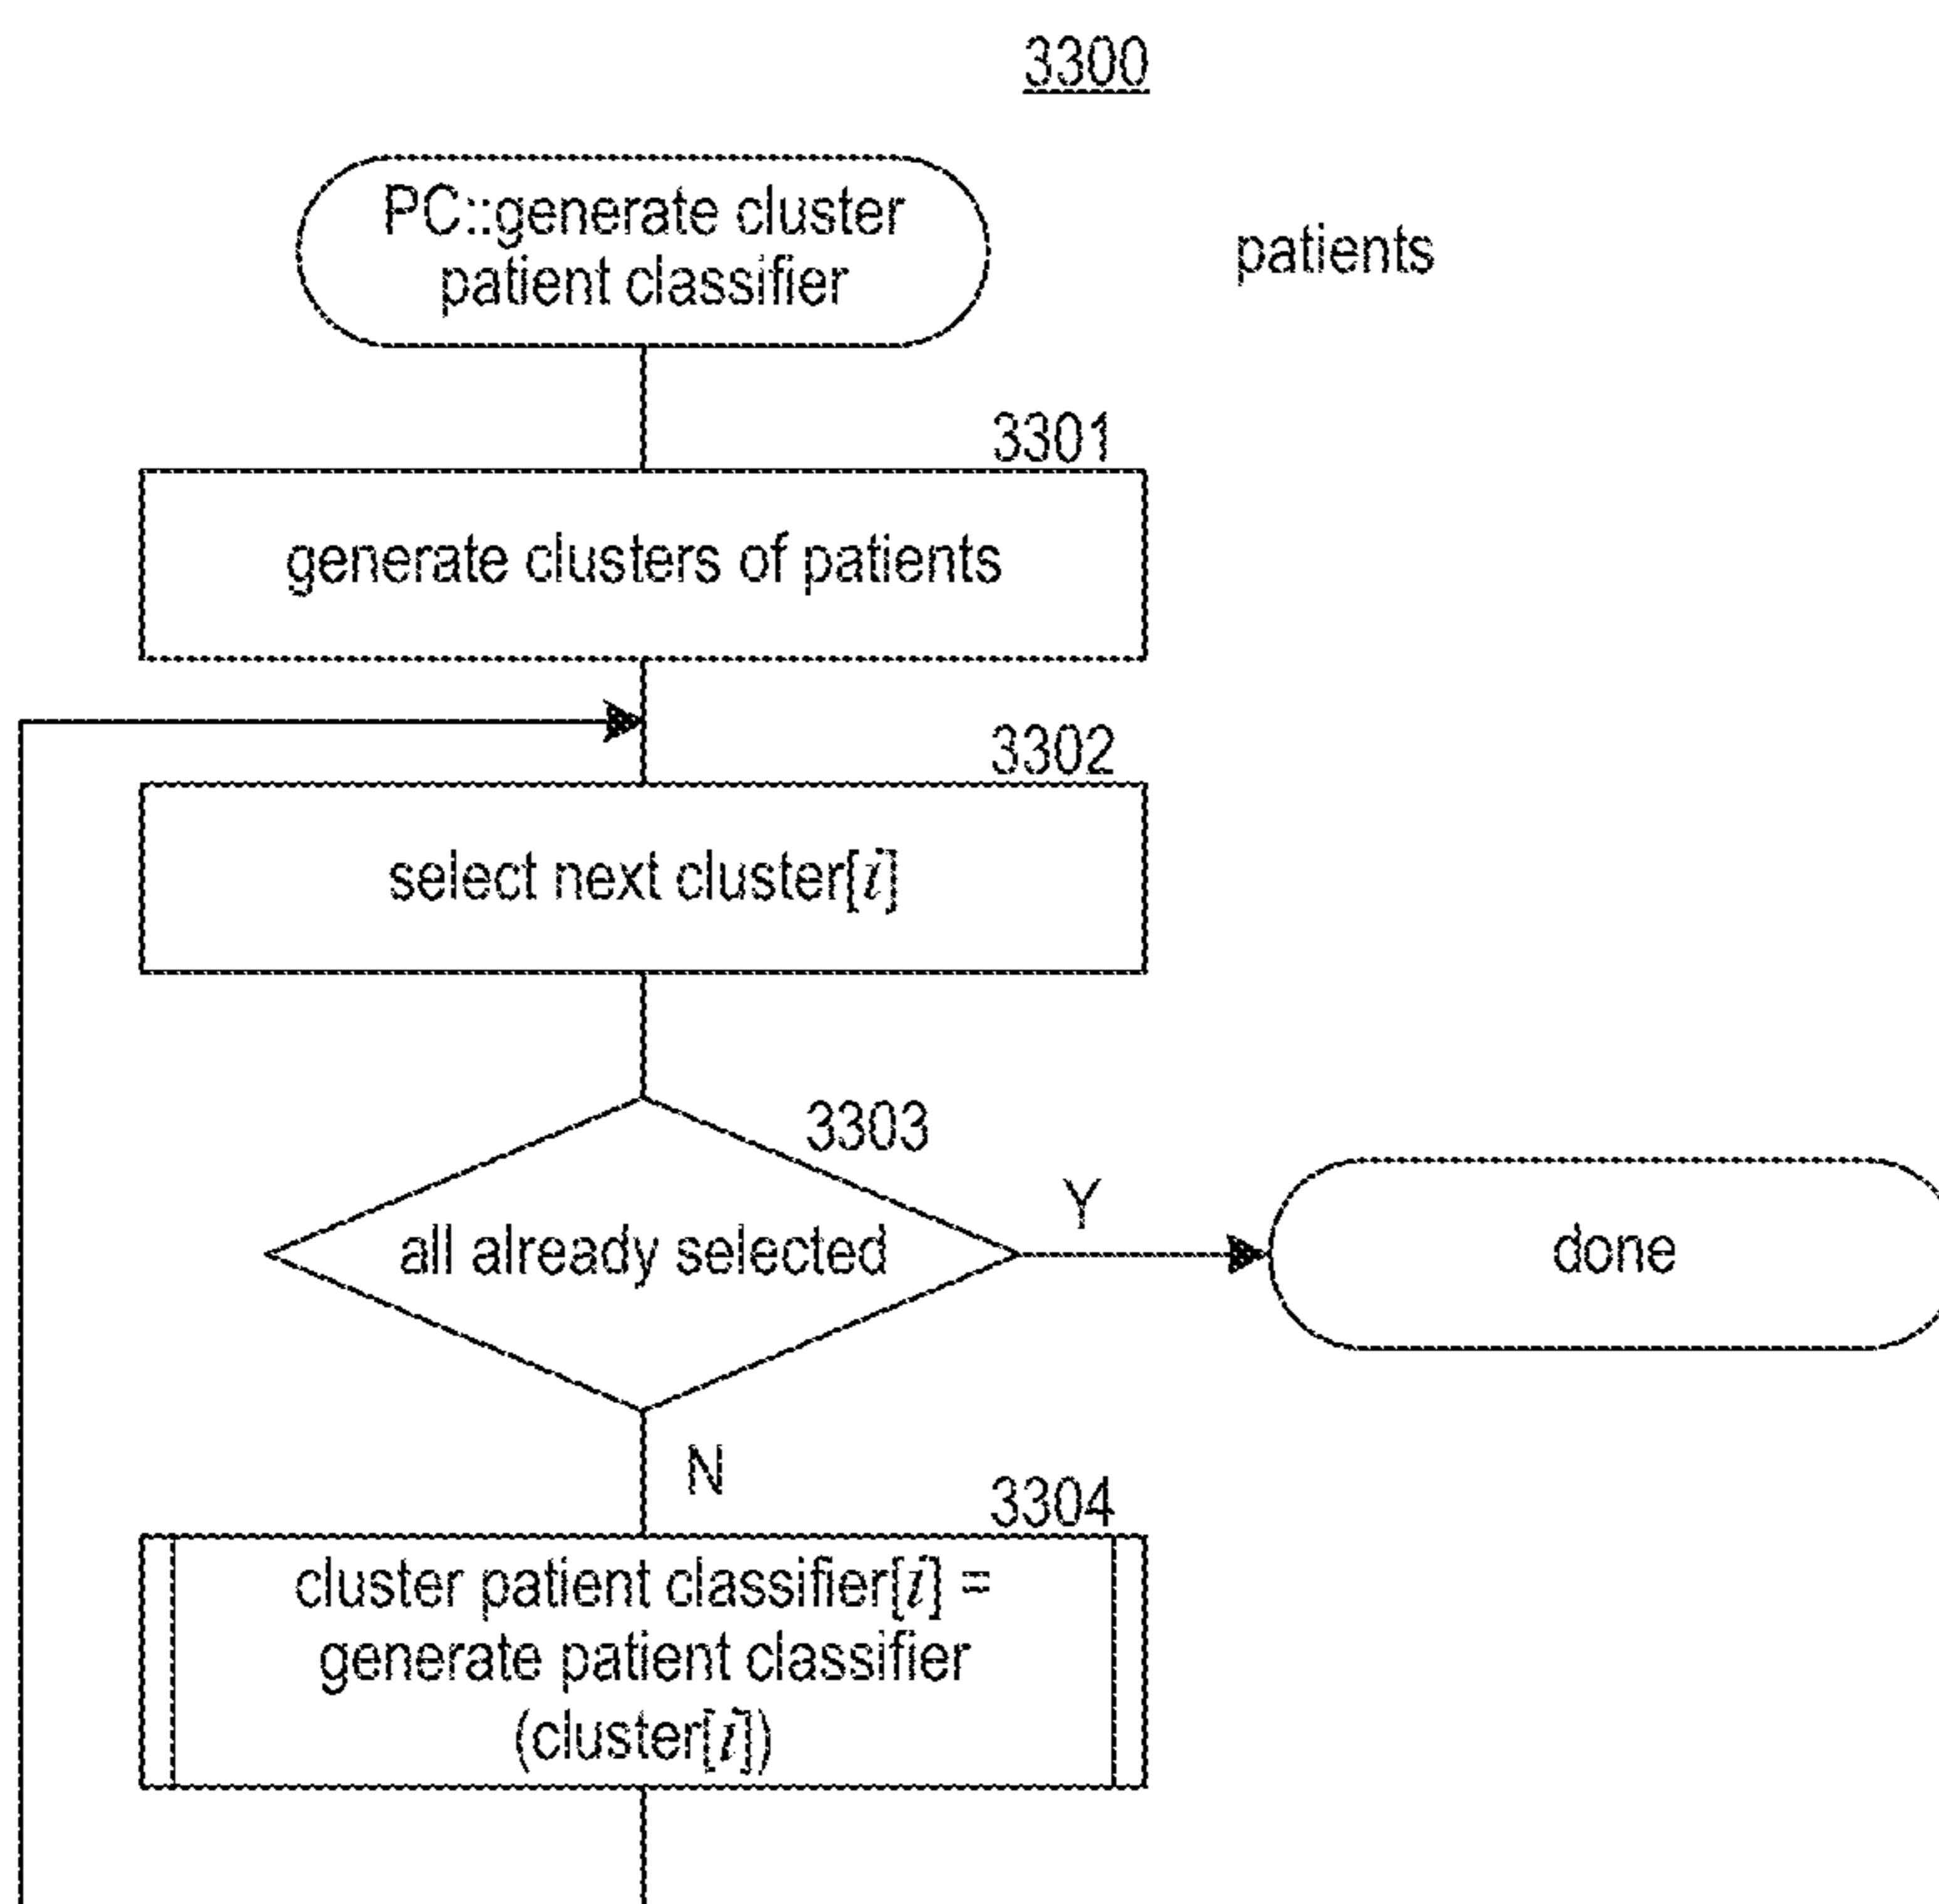 3300
PC::generate cluster
patient classifier
patients
3301
generate clusters of patients
3302
select next cluster[i]
3303
all already selected
Y
done
N
3304
cluster patient classifier[i] =
generate patient classifier
(cluster[i])